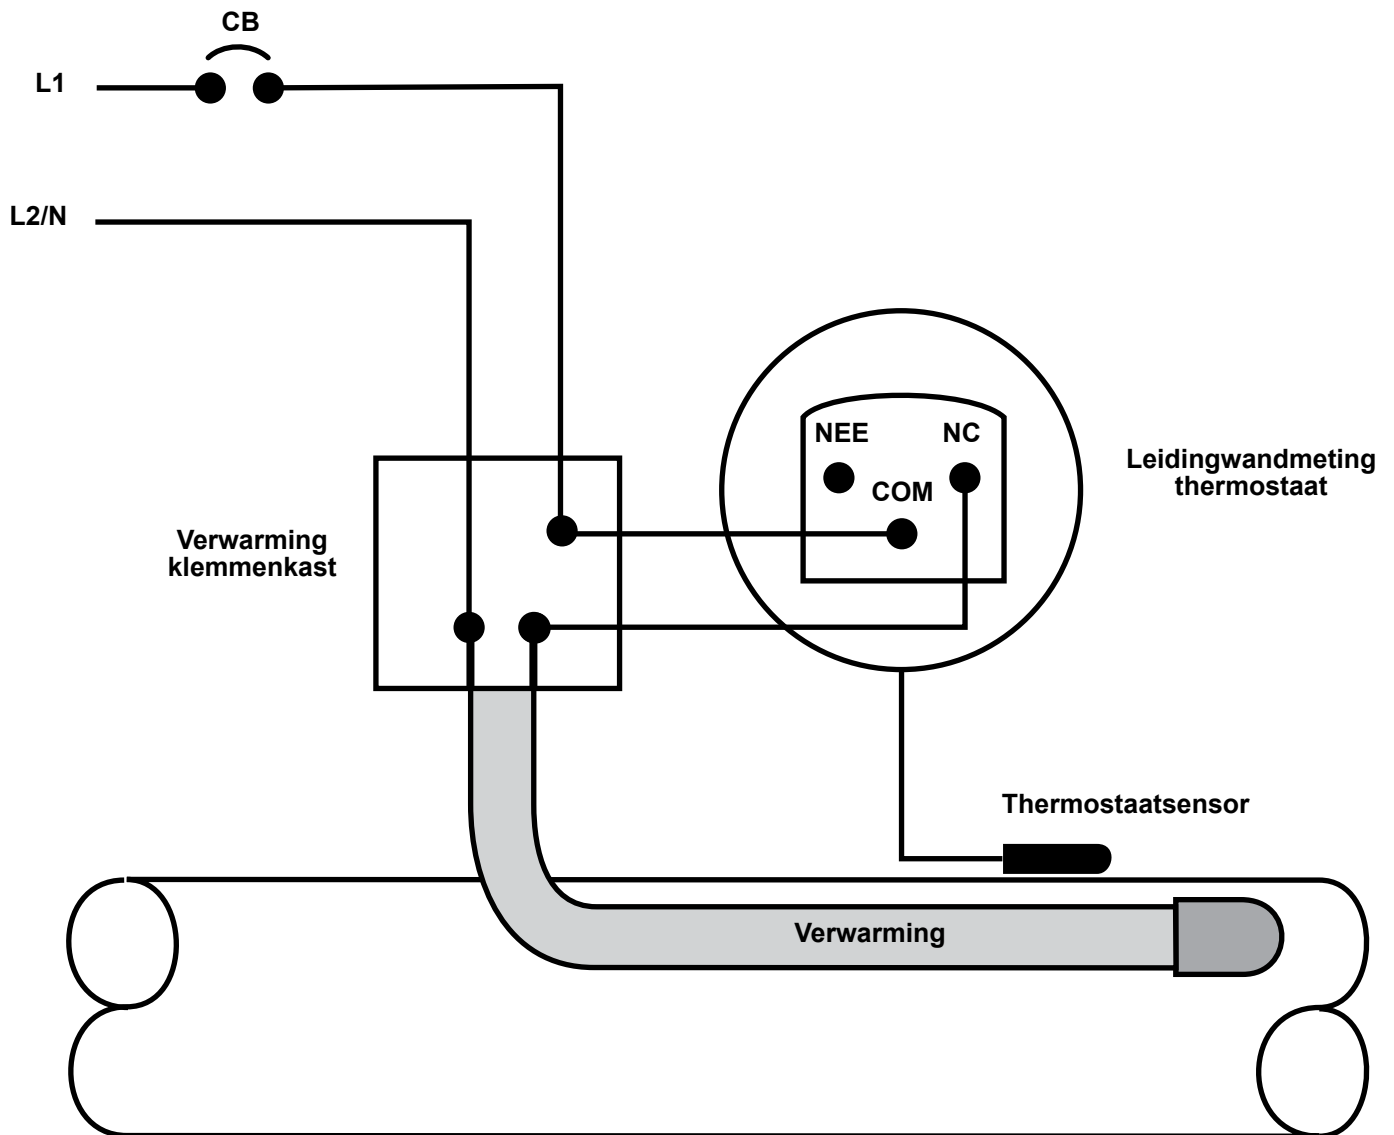 CB
L1
L2/N
NEE
NC
COM
Leidingwandmeting
thermostaat
Verwarming
klemmenkast
Thermostaatsensor
Verwarming